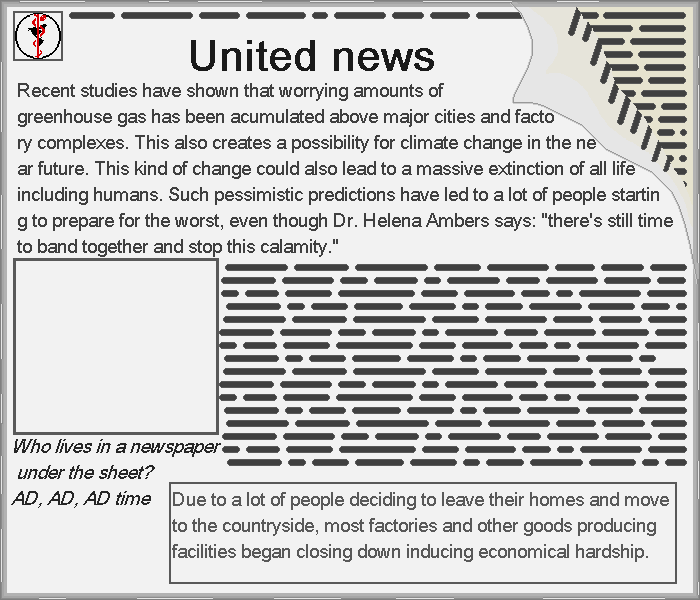 United news
Recent studies have shown that worrying amounts of
greenhouse gas has been acumulated above major cities and facto
ry complexes. This also creates a possibility for climate change in the ne
ar future. This kind of change could also lead to a massive extinction of all life
including humans. Such pessimistic predictions have led to a lot of people startin
g to prepare for the worst, even though Dr. Helena Ambers says: "there's still time
to band together and stop this calamity."
Who lives in a newspaper
under the sheet?
AD, AD, AD time
Due to a lot of people deciding to leave their homes and move
to the countryside, most factories and other goods producing
facilities began closing down inducing economical hardship.